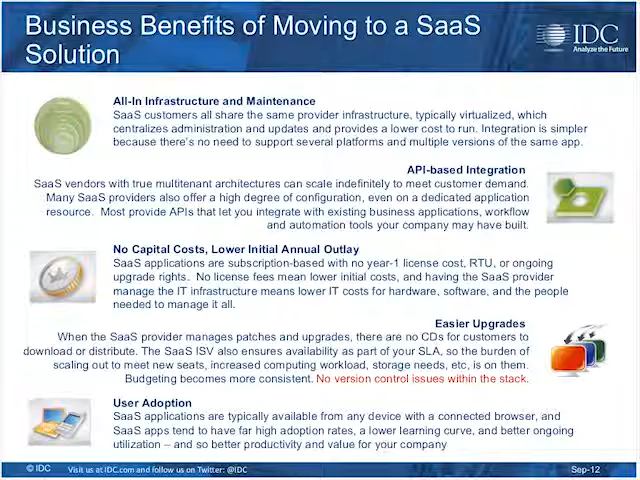 Business Benefits of Moving to a SaaS
Solution
IDC
Analyze the Future
All-In Infrastructure and Maintenance
SaaS customers all share the same provider infrastructure, typically virtualized, which
centralizes administration and updates and provides a lower cost to run. Integration is simpler
because there's no need to support several platforms and multiple versions of the same app.
API-based Integration
SaaS vendors with true multitenant architectures can scale indefinitely to meet customer demand.
Many SaaS providers also offer a high degree of configuration, even on a dedicated application
resource. Most provide APIs that let you integrate with existing business applications, workflow
and automation tools your company may have built.
No Capital Costs, Lower Initial Annual Outlay
SaaS applications are subscription-based with no year-1 license cost, RTU, or ongoing
upgrade rights. No license fees mean lower initial costs, and having the SaaS provider
manage the IT infrastructure means lower IT costs for hardware, software, and the people
needed to manage it all.
Easier Upgrades
When the SaaS provider manages patches and upgrades, there are no CDs for customers to
download or distribute. The SaaS ISV also ensures availability as part of your SLA, so the burden of
scaling out to meet new seats, increased computing workload, storage needs, etc, is on them.
Budgeting becomes more consistent. No version control issues within the stack.
User Adoption
SaaS applications are typically available from any device with a connected browser, and
SaaS apps tend to have far high adoption rates, a lower learning curve, and better ongoing
utilization – and so better productivity and value for your company
© IDC Visit us at IDC.com and follow us on Twitter: @IDC Sep-12